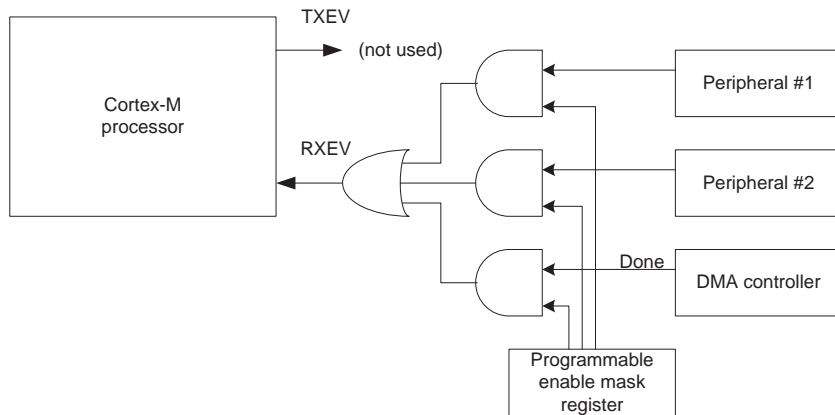 TXEV
(not used)
Cortex-M
processor
RXEV
Peripheral #1
Peripheral #2
Done
DMA controller
Programmable
enable mask
register